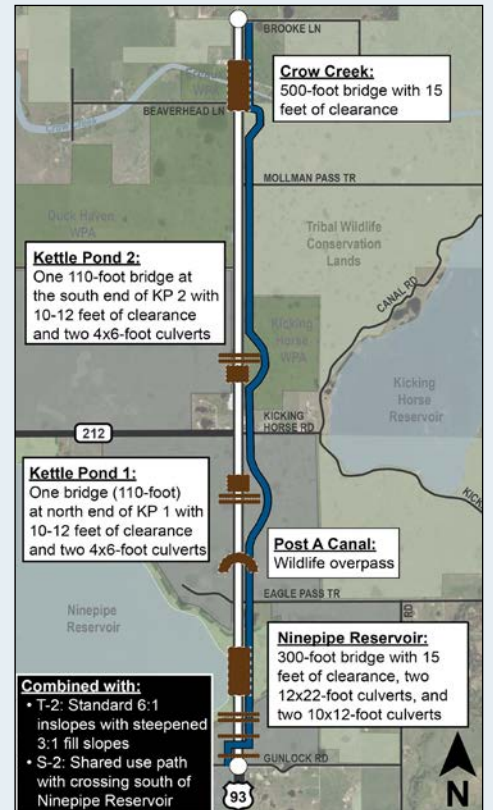 BROOKE LN
Crow Creek:
500-foot bridge with 15
feet of clearance
WPA
Crow Creek
BEAVERHEAD LN
MOLLMAN PASS TR
Duck Haven
WPA
Tribal Wildlife
Conservation
Lands
CANAL RD
Kettle Pond 2:
One 110-foot bridge at
the south end of KP 2 with
10-12 feet of clearance
and two 4x6-foot culverts
Kicking
Horse
WPA
Kicking
Horse
Reservoir
212
KICKING
HORSE RD
Kettle Pond 1:
One bridge (110-foot)
at north end of KP 1 with
10-12 feet of clearance
and two 4x6-foot culverts
Post A Canal:
Wildlife overpass
EAGLE PASS TR
RD
Ninepipe
Reservoir
Ninepipe Reservoir:
300-foot bridge with 15
feet of clearance, two
12x22-foot culverts, and
two 10x12-foot culverts
Combined with:
• T-2: Standard 6:1
inslopes with steepened
3:1 fill slopes
• S-2: Shared use path
with crossing south of
Ninepipe Reservoir
GUNLOCK RD
93
N